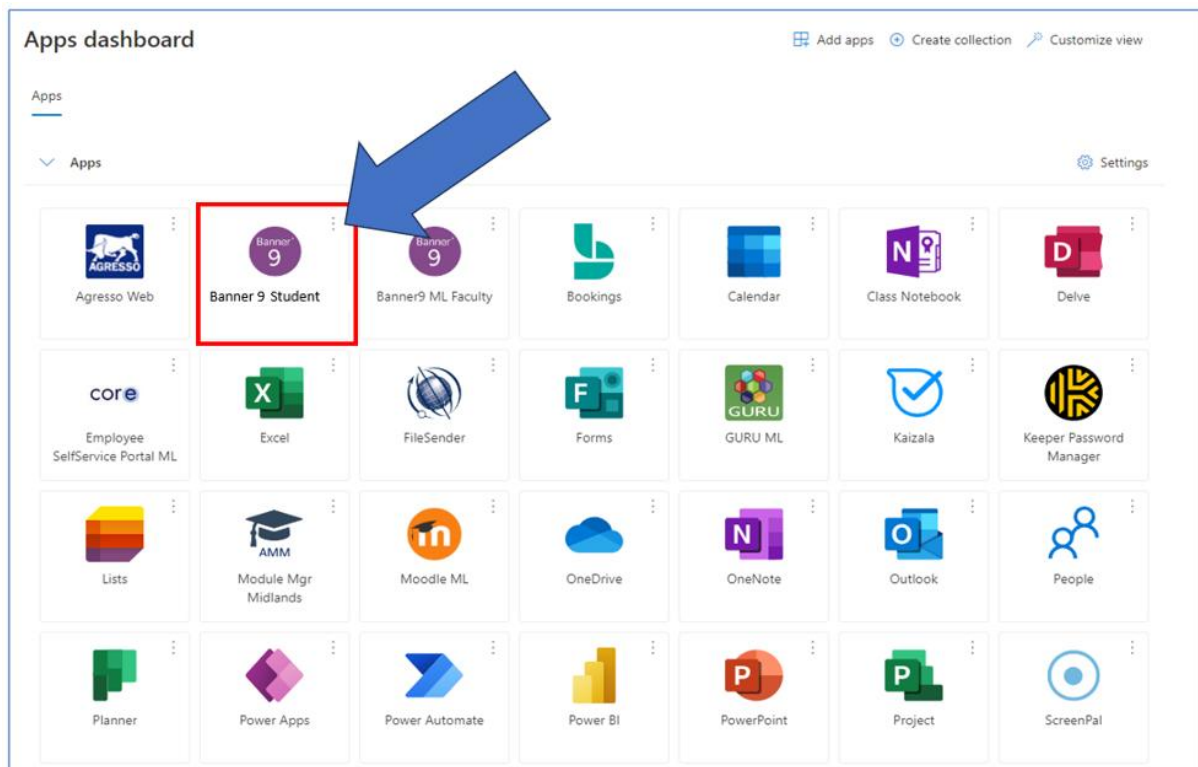 Apps dashboard
Add apps
Create collection
Customize view
Apps
Apps
Settings
AGRESSO
Agresso Web
Banner
9
Banner 9 Student
Banner
9
Banner9 ML Faculty
Bookings
Calendar
N
Class Notebook
D
Delve
core
Employee
SelfService Portal ML
X
Excel
FileSender
F
Forms
GURU
GURU ML
Kaizala
Keeper Password
Manager
Lists
AMM
Module Mgr
Midlands
m
Moodle ML
OneDrive
N
OneNote
O
Outlook
People
Planner
Power Apps
Power Automate
Power BI
P
PowerPoint
P
Project
ScreenPal